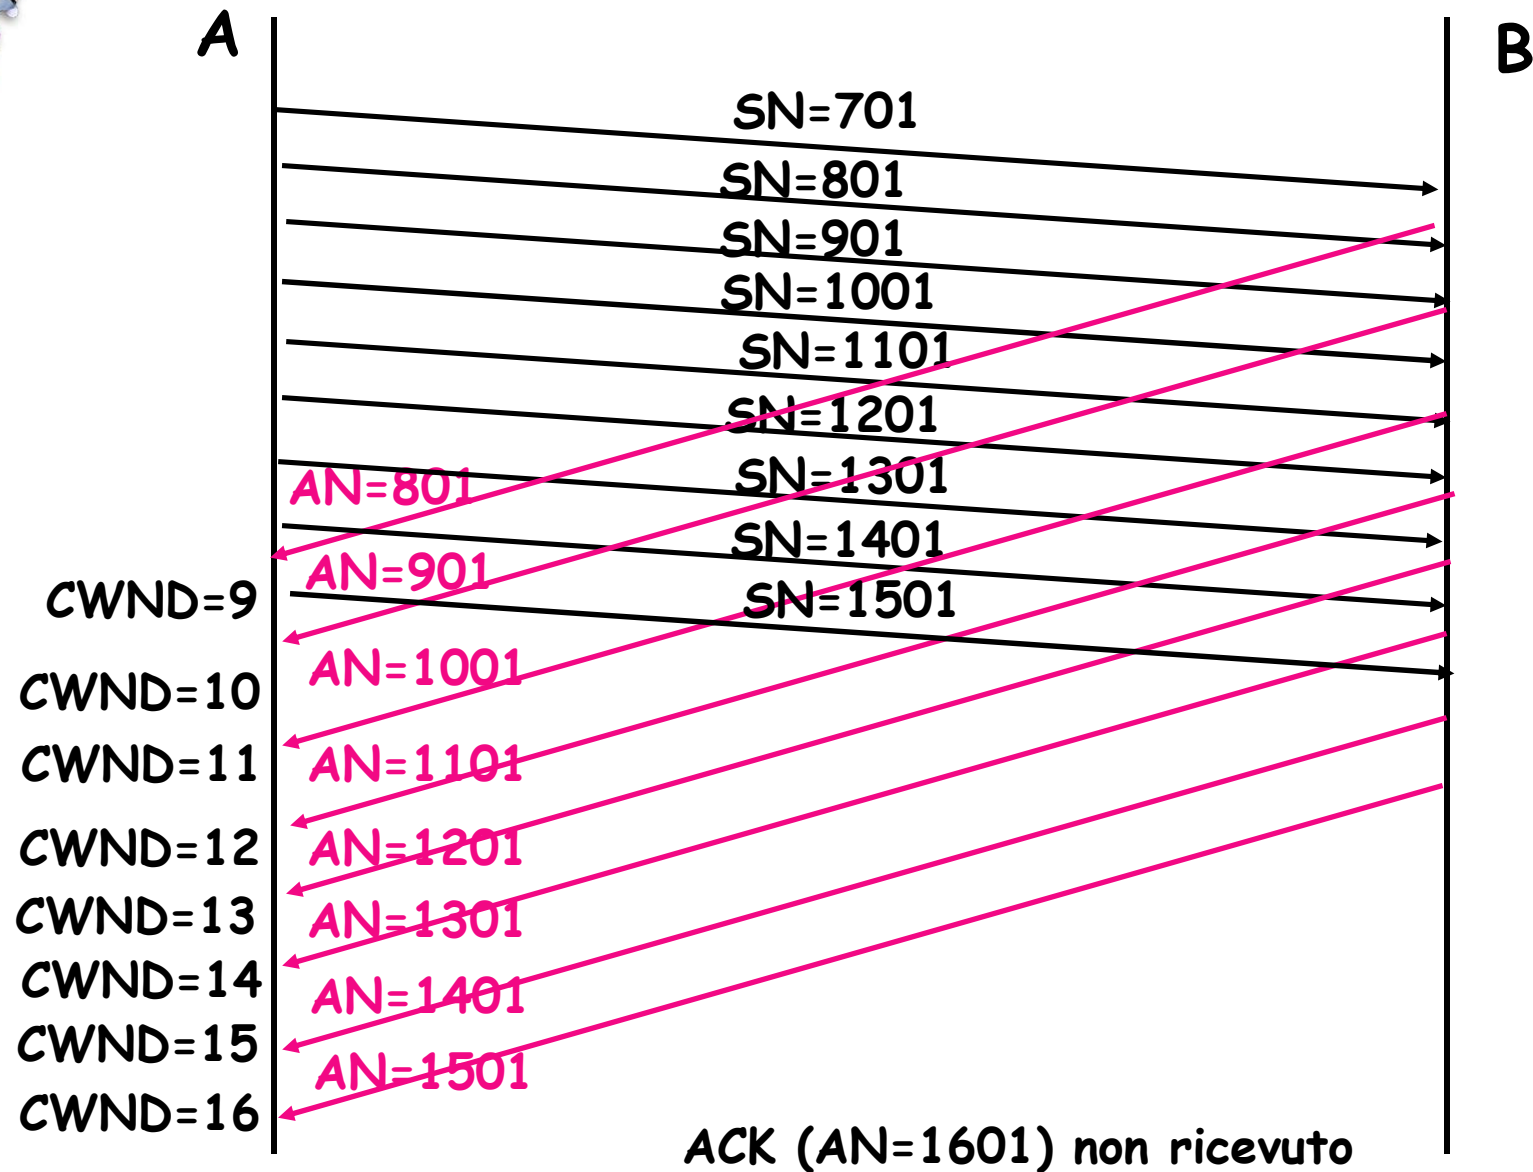 A
B
SN=701
SN=801
SN=901
SN=1001
SN=1101
SN=1201
SN=1301
AN=801
SN=1401
AN=901
CWND=9
SN=1501
AN=1001
CWND=10
CWND=11
AN=1101
CWND=12
AN=1201
CWND=13
AN=1301
CWND=14
AN=1401
CWND=15
AN=1501
CWND=16
ACK (AN=1601) non ricevuto